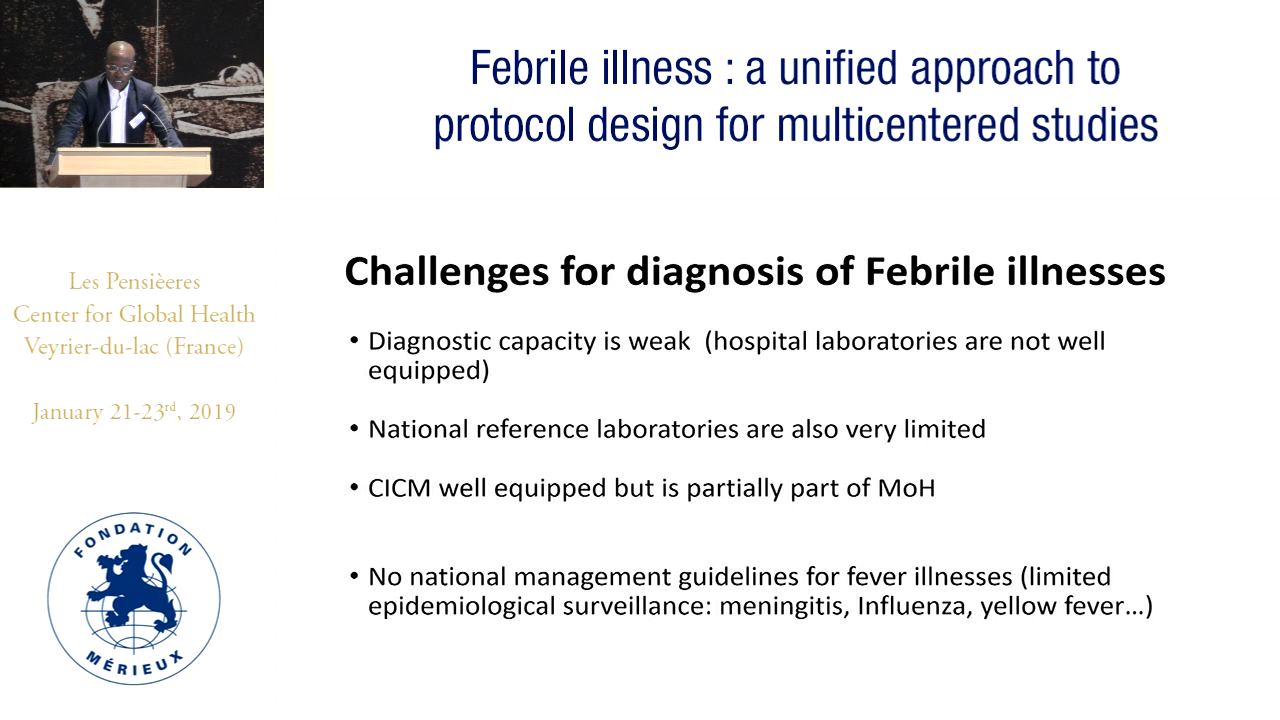 Febrile illness : a unified approach to
protocol design for multicentered studies
Les Pensièeres
Center for Global Health
Veyrier-du-lac (France)
January 21-23rd, 2019
FONDATION
MÉRIEUX
Challenges for diagnosis of Febrile illnesses
• Diagnostic capacity is weak (hospital laboratories are not well
equipped)
• National reference laboratories are also very limited
• CICM well equipped but is partially part of MoH
• No national management guidelines for fever illnesses (limited
epidemiological surveillance: meningitis, Influenza, yellow fever...)